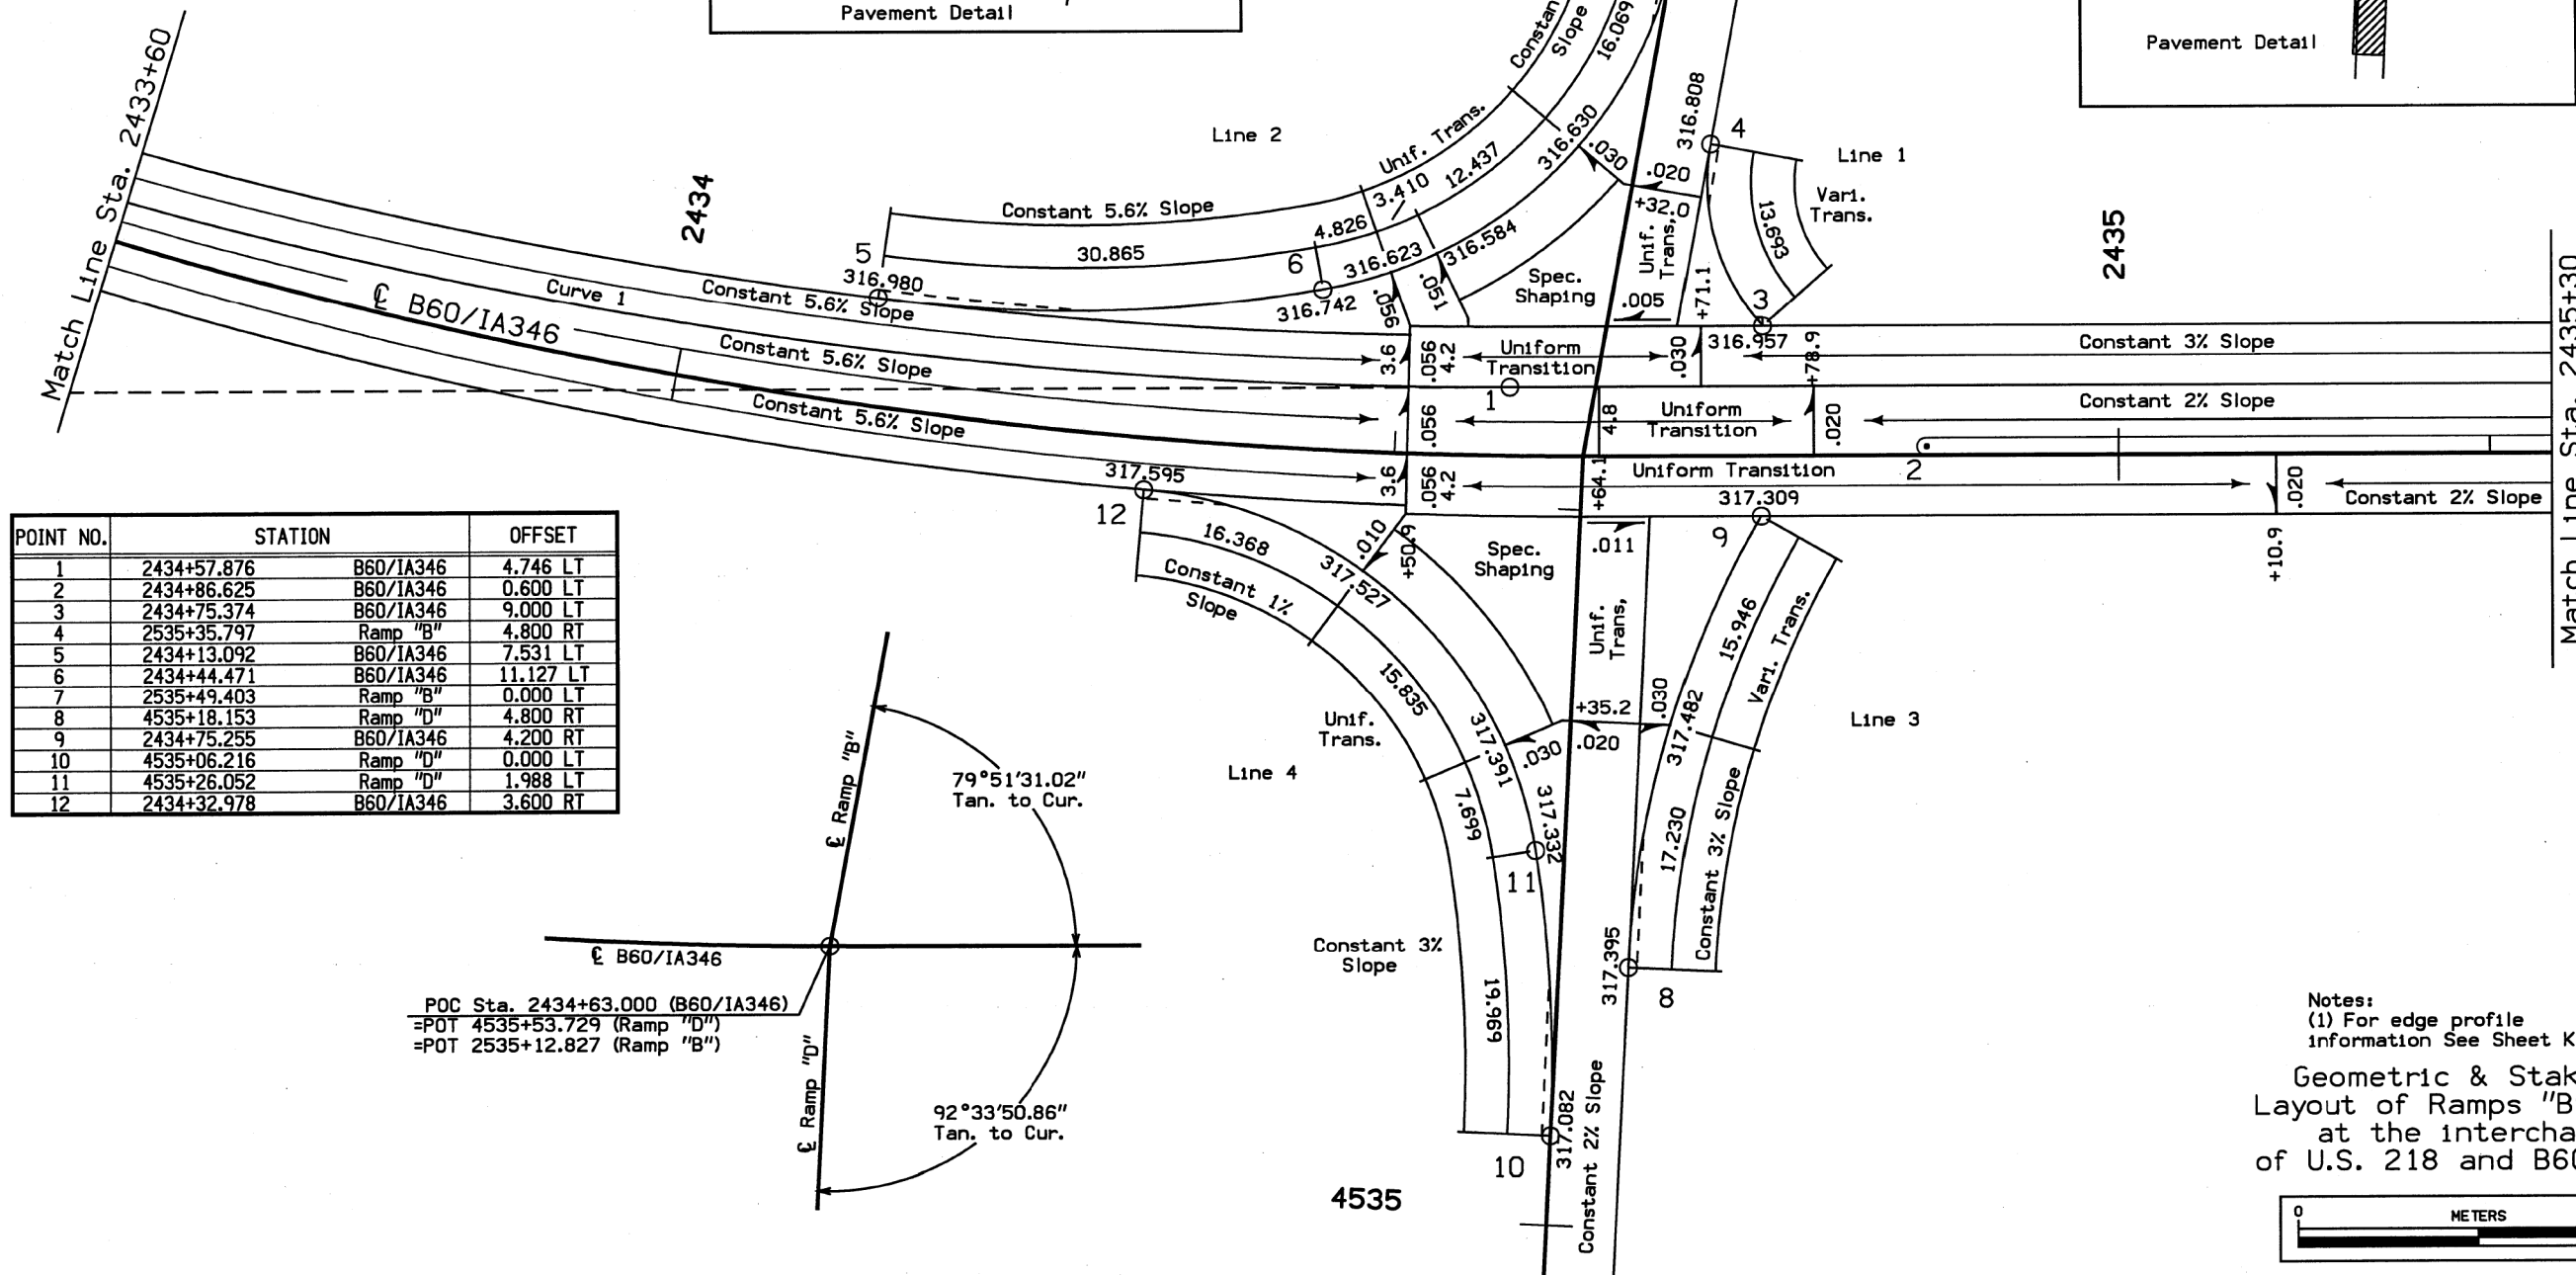 Pavement Detail
Pavement Detail
Match Line Sta. 2433+60
2434
Line 2
Constant 5.6% Slope
30.865
4.826
3.410
Unif. Trans.
12.437
Slope
16.069
316.630
.030
316.808
4
Line 1
Vari.
Trans.
13.693
.020
+32.0
Unif.
Trans,
+71.1
2435
5
316.980
6
316.742
316.623
316.584
.056
.051
Spec.
Shaping
.005
3
316.957
+78.9
℄ B60/IA346
Curve 1
Constant 5.6% Slope
Constant 5.6% Slope
Constant 5.6% Slope
3.6
.056
4.2
Uniform
Transition
.030
Constant 3% Slope
1
.056
4.8
Uniform
Transition
.020
Constant 2% Slope
2
3.6
.056
4.2
Uniform Transition
+64.1
317.309
.020
Constant 2% Slope
+10.9
Match Line Sta. 2435+30
317.595
12
16.368
Constant 1%
Slope
317.527
.010
+50.6
Spec.
Shaping
.011
9
Unif.
Trans,
15.946
Vari. Trans.
Line 3
+35.2
.020
.030
.030
317.482
317.391
15.835
Unif.
Trans.
Line 4
7.699
317.332
11
17.230
Constant 3% Slope
317.395
8
Constant 3%
Slope
19.969
317.082
10
Constant 2% Slope
4535
POINT NO. STATION OFFSET
1 2434+57.876 B60/IA346 4.746 LT
2 2434+86.625 B60/IA346 0.600 LT
3 2434+75.374 B60/IA346 9.000 LT
4 2535+35.797 Ramp "B" 4.800 RT
5 2434+13.092 B60/IA346 7.531 LT
6 2434+44.471 B60/IA346 11.127 LT
7 2535+49.403 Ramp "B" 0.000 LT
8 4535+18.153 Ramp "D" 4.800 RT
9 2434+75.255 B60/IA346 4.200 RT
10 4535+06.216 Ramp "D" 0.000 LT
11 4535+26.052 Ramp "D" 1.988 LT
12 2434+32.978 B60/IA346 3.600 RT
℄ Ramp "B"
79°51'31.02"
Tan. to Cur.
℄ B60/IA346
POC Sta. 2434+63.000 (B60/IA346)
=POT 4535+53.729 (Ramp "D")
=POT 2535+12.827 (Ramp "B")
℄ Ramp "D"
92°33'50.86"
Tan. to Cur.
Notes:
(1) For edge profile
information See Sheet K
Geometric & Stak
Layout of Ramps "B
at the intercha
of U.S. 218 and B60
0 METERS